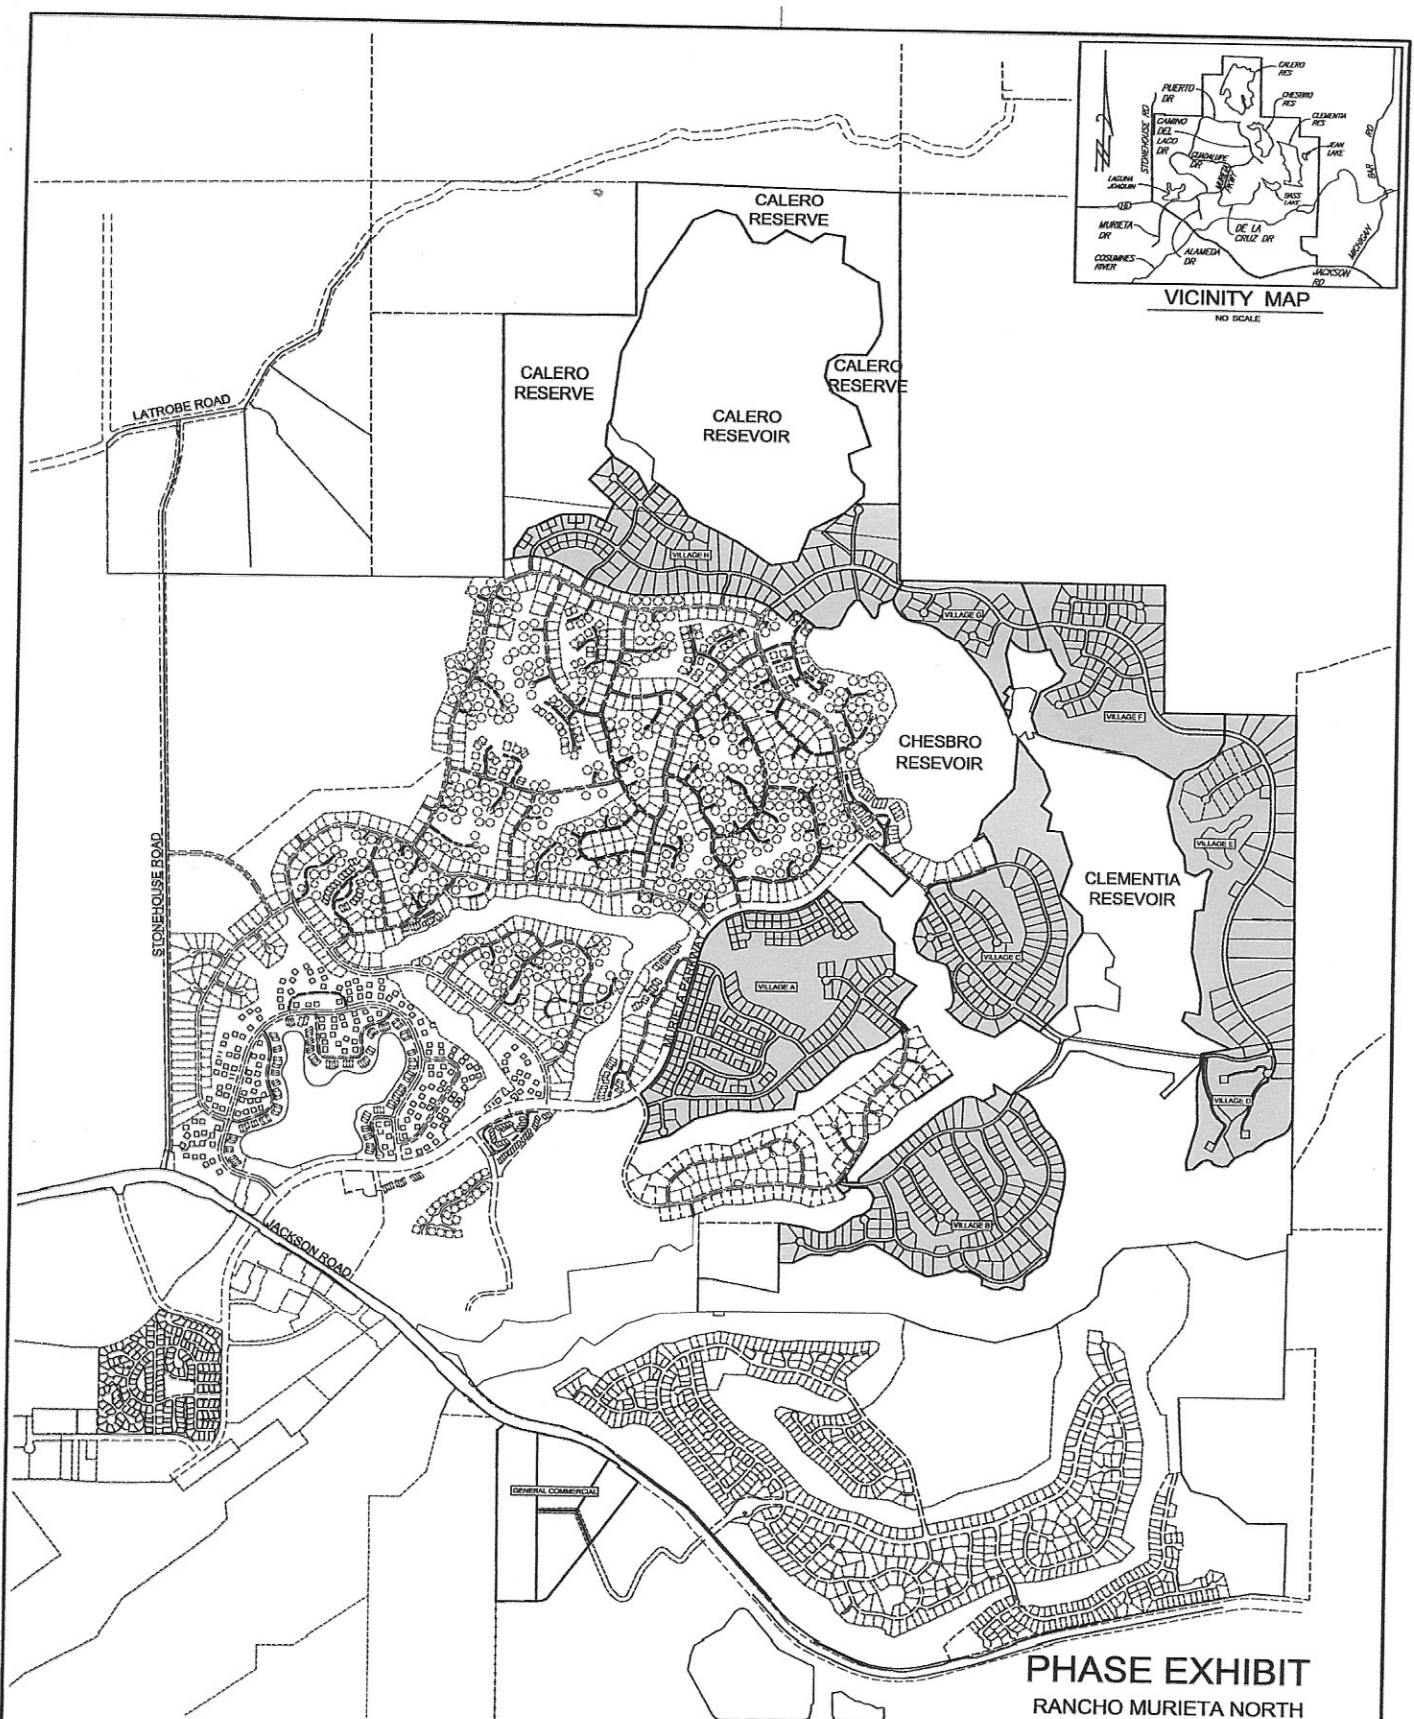 CALERO
RES
PUERTO
DR
CHESBRO
RES
CLEMENTIA
RES
STONEHOUSE RD
CAMINO
DEL
LAGO
DR
JEAN
LAKE
GUADALUPE
DR
BAR RD
LAGUNA
JOAQUIN
MURIETA
PKWY
BASS
LAKE
16
MURIETA
DR
DE LA
CRUZ DR
MICHIGAN
COSUMNES
RIVER
ALAMEDA
DR
JACKSON
RD
VICINITY MAP
NO SCALE
CALERO
RESERVE
CALERO
RESERVE
CALERO
RESERVE
CALERO
RESEVOIR
LATROBE ROAD
VILLAGE H
VILLAGE G
VILLAGE F
CHESBRO
RESEVOIR
STONEHOUSE ROAD
VILLAGE E
CLEMENTIA
RESEVOIR
VILLAGE C
VILLAGE A
VILLAGE D
VILLAGE B
JACKSON ROAD
GENERAL COMMERCIAL
PHASE EXHIBIT
RANCHO MURIETA NORTH